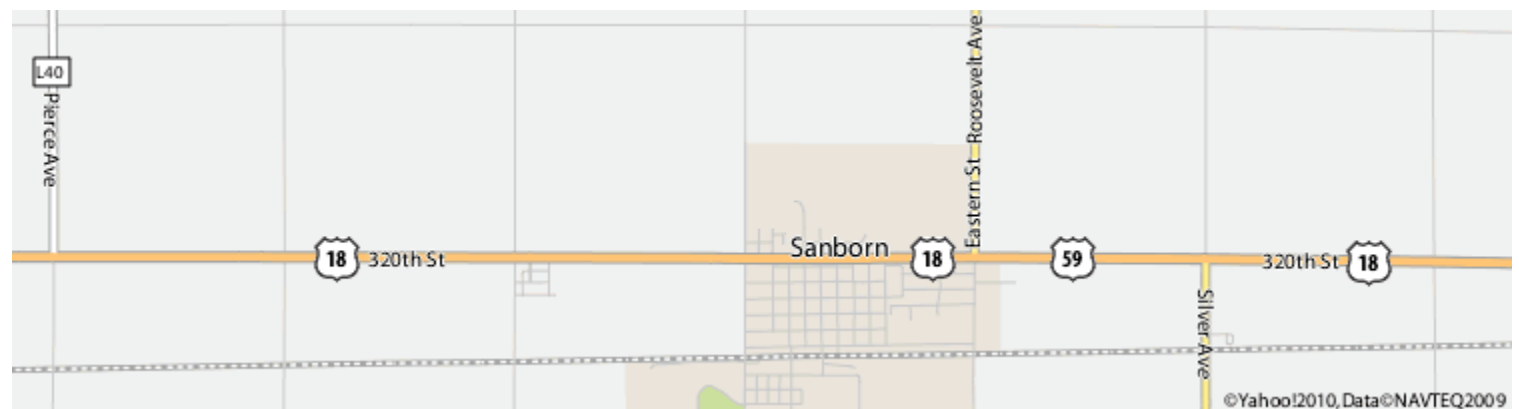 L40
Pierce Ave
Eastern St Roosevelt Ave
Sanborn
18
320th St
18
59
320th St
18
Silver Ave
©Yahoo!2010,Data©NAVTEQ2009